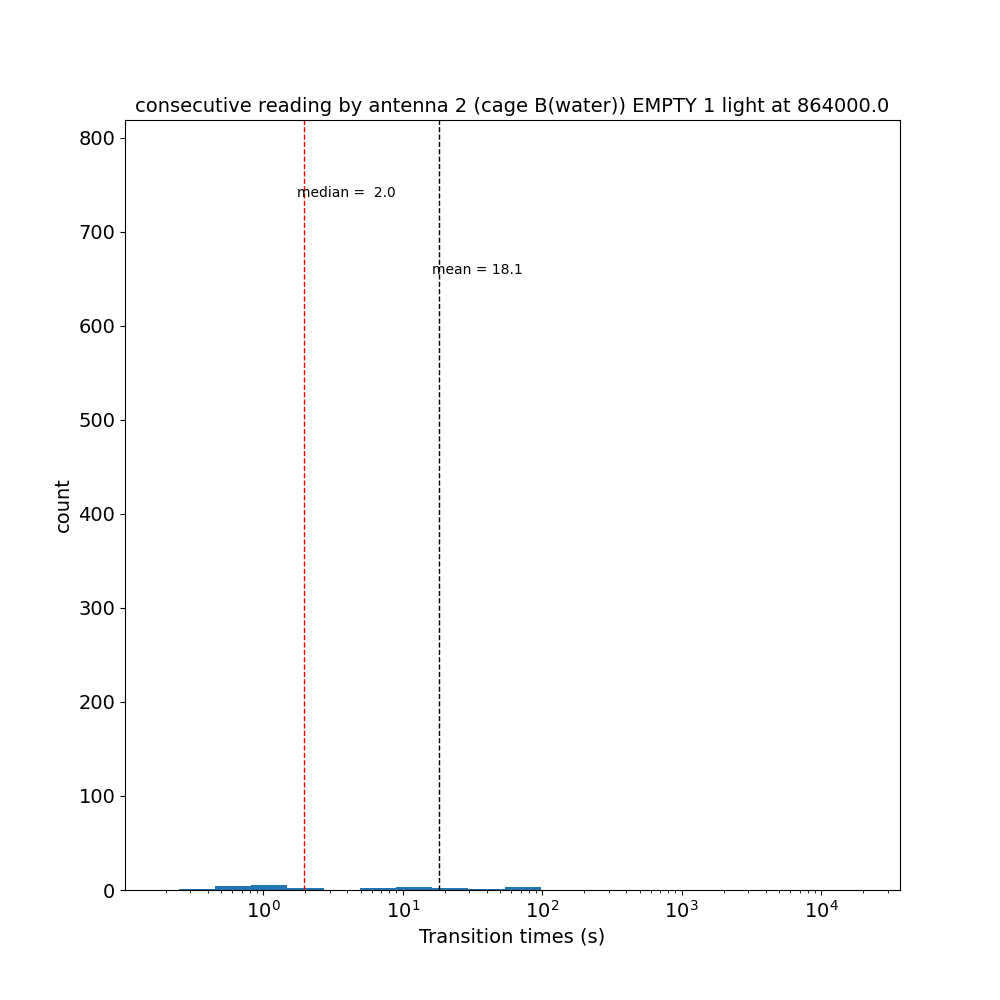 consecutive reading by antenna 2 (cage B(water)) EMPTY 1 light at 864000.0
800
median =  2.0
700
mean = 18.1
600
500
count
400
300
200
100
0
10⁰ 10¹ 10² 10³ 10⁴
Transition times (s)